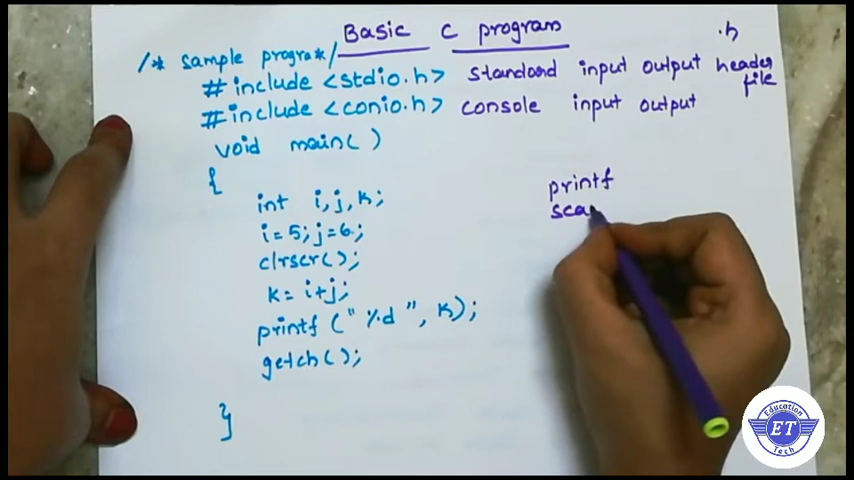 Basic C program
/* sample progra*/
#include <stdio.h> standard input output header file .h
#include <conio.h> console input output
void main( )
{
int i,j,k;
i=5; j=6;
clrscr( );
k= i+j;
printf ("%d", k);
getch( );
}
printf
sca
Education
ET
Tech